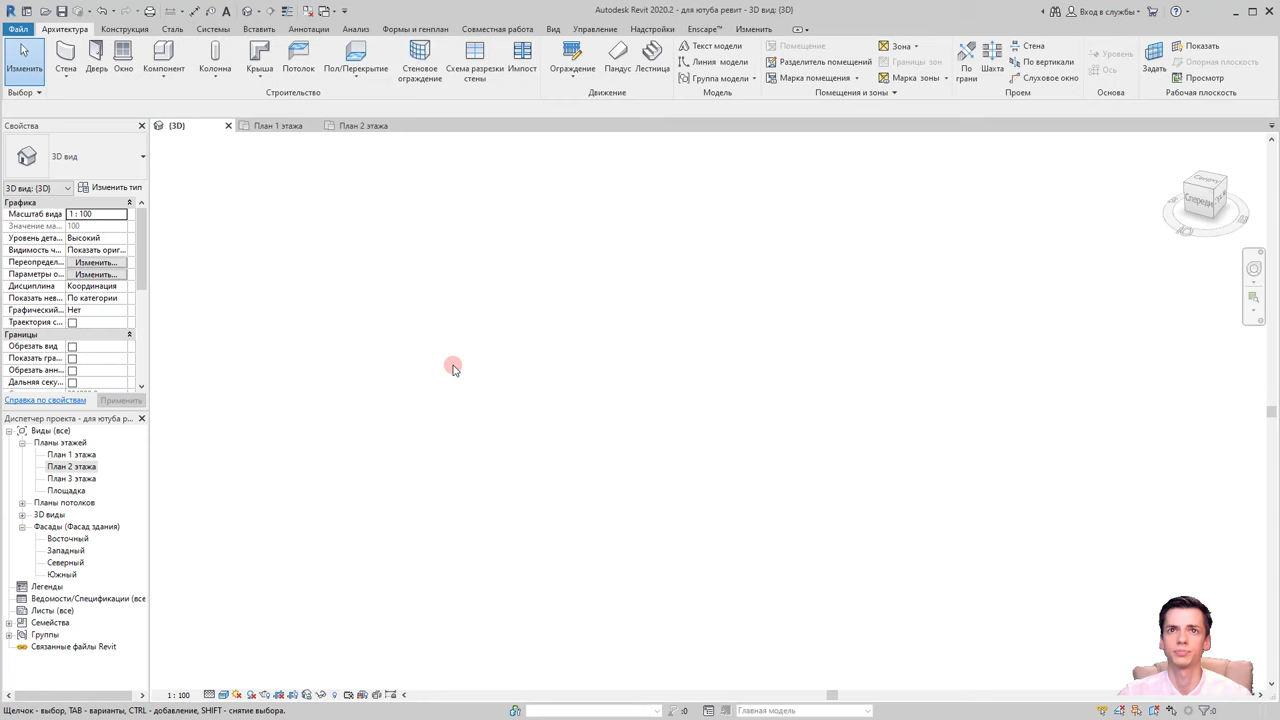 Autodesk Revit 2020.2 - для ютуба ревит - 3D вид: {3D}
Вход в службы
Файл Архитектура Конструкция Сталь Системы Вставить Аннотации Анализ Формы и генплан Совместная работа Вид Управление Надстройки Enscape™ Изменить
Изменить
Стена
Дверь
Окно
Компонент
Колонна
Крыша
Потолок
Пол/Перекрытие
Стеновое
ограждение
Схема разрезки
стены
Импост
Ограждение
Пандус
Лестница
Текст модели
Линия модели
Группа модели
Помещение
Разделитель помещений
Марка помещения
Зона
Границы зон
Марка зоны
По
грани
Шахта
Стена
По вертикали
Слуховое окно
Уровень
Ось
Задать
Показать
Опорная плоскость
Просмотр
Выбор Строительство Движение Модель Помещения и зоны Проем Основа Рабочая плоскость
Свойства
{3D} План 1 этажа План 2 этажа
3D вид
3D вид: {3D} Изменить тип
Графика
Масштаб вида 1 : 100
Значение ма... 100
Уровень дета... Высокий
Видимость ч... Показать ориг...
Переопредел... Изменить...
Параметры о... Изменить...
Дисциплина Координация
Показать нев... По категории
Графический... Нет
Траектория с...
Границы
Обрезать вид
Показать гра...
Обрезать анн...
Дальняя секу...
Справка по свойствам Применить
Диспетчер проекта - для ютуба р...
Виды (все)
Планы этажей
План 1 этажа
План 2 этажа
План 3 этажа
Площадка
Планы потолков
3D виды
Фасады (Фасад здания)
Восточный
Западный
Северный
Южный
Легенды
Ведомости/Спецификации (все
Листы (все)
Семейства
Группы
Связанные файлы Revit
Спереди
1 : 100
Щелчок - выбор, TAB - варианты, CTRL - добавление, SHIFT - снятие выбора.
:0
Главная модель
:0